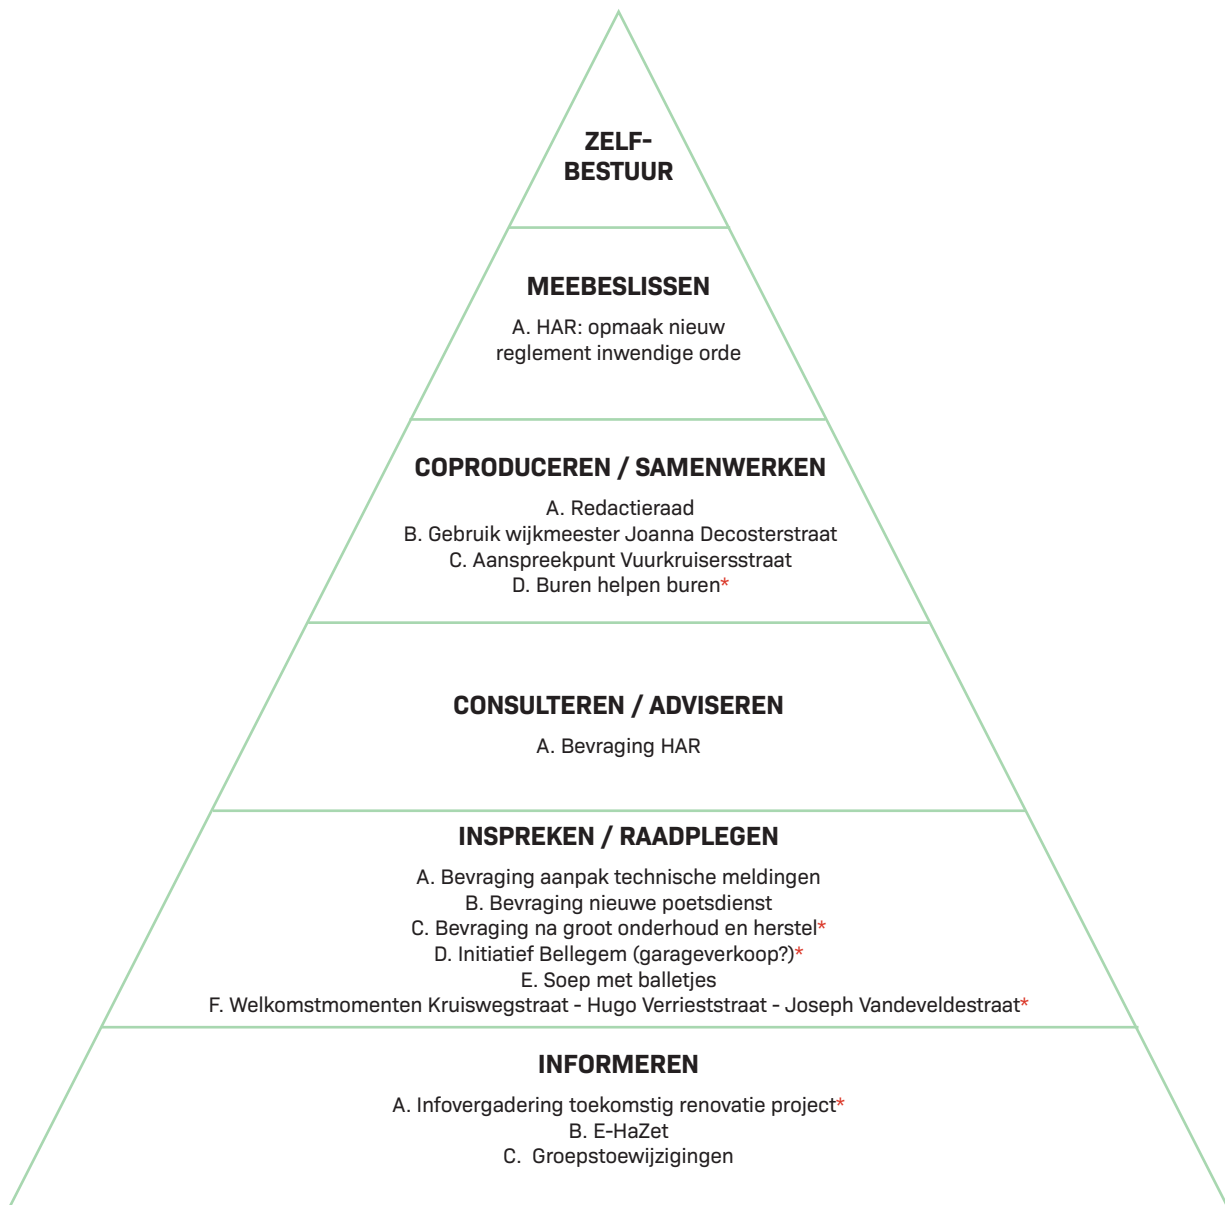 ZELF-
BESTUUR
MEEBESLISSEN
A. HAR: opmaak nieuw
reglement inwendige orde
COPRODUCEREN / SAMENWERKEN
A. Redactieraad
B. Gebruik wijkmeester Joanna Decosterstraat
C. Aanspreekpunt Vuurkruisersstraat
D. Buren helpen buren*
CONSULTEREN / ADVISEREN
A. Bevraging HAR
INSPREKEN / RAADPLEGEN
A. Bevraging aanpak technische meldingen
B. Bevraging nieuwe poetsdienst
C. Bevraging na groot onderhoud en herstel*
D. Initiatief Bellegem (garageverkoop?)*
E. Soep met balletjes
F. Welkomstmomenten Kruiswegstraat - Hugo Verrieststraat - Joseph Vandeveldestraat*
INFORMEREN
A. Infovergadering toekomstig renovatie project*
B. E-HaZet
C. Groepstoewijzigingen